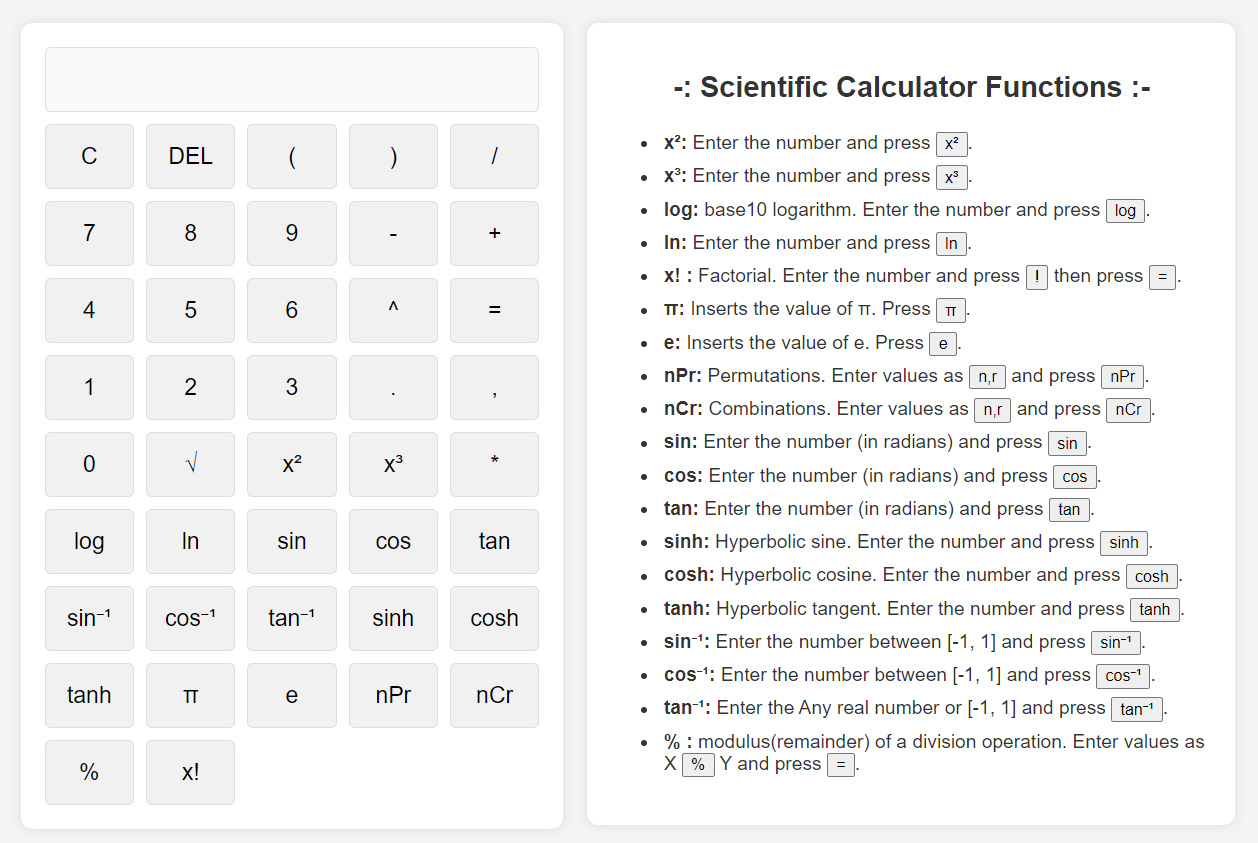 C DEL ( ) /
7 8 9 - +
4 5 6 ^ =
1 2 3 . ,
0 √ x² x³ *
log ln sin cos tan
sin⁻¹ cos⁻¹ tan⁻¹ sinh cosh
tanh π e nPr nCr
% x!
-: Scientific Calculator Functions :-
• x²: Enter the number and press x².
• x³: Enter the number and press x³.
• log: base10 logarithm. Enter the number and press log.
• ln: Enter the number and press ln.
• x! : Factorial. Enter the number and press ! then press =.
• π: Inserts the value of π. Press π.
• e: Inserts the value of e. Press e.
• nPr: Permutations. Enter values as n,r and press nPr.
• nCr: Combinations. Enter values as n,r and press nCr.
• sin: Enter the number (in radians) and press sin.
• cos: Enter the number (in radians) and press cos.
• tan: Enter the number (in radians) and press tan.
• sinh: Hyperbolic sine. Enter the number and press sinh.
• cosh: Hyperbolic cosine. Enter the number and press cosh.
• tanh: Hyperbolic tangent. Enter the number and press tanh.
• sin⁻¹: Enter the number between [-1, 1] and press sin⁻¹.
• cos⁻¹: Enter the number between [-1, 1] and press cos⁻¹.
• tan⁻¹: Enter the Any real number or [-1, 1] and press tan⁻¹.
• % : modulus(remainder) of a division operation. Enter values as
X % Y and press =.